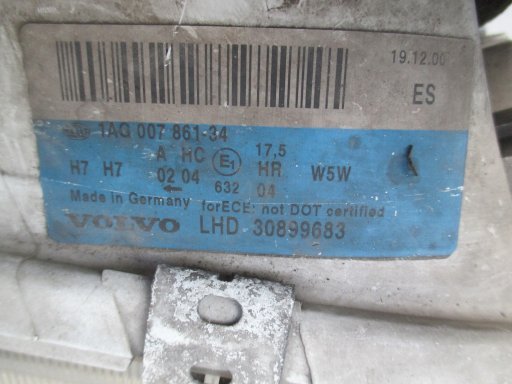 19.12.00
ES
1AG 007 861-34
A HC E1 17,5
H7 H7 02 04 HR W5W
← 632 04
Made in Germany forECE: not DOT certified
VOLVO LHD 30899683